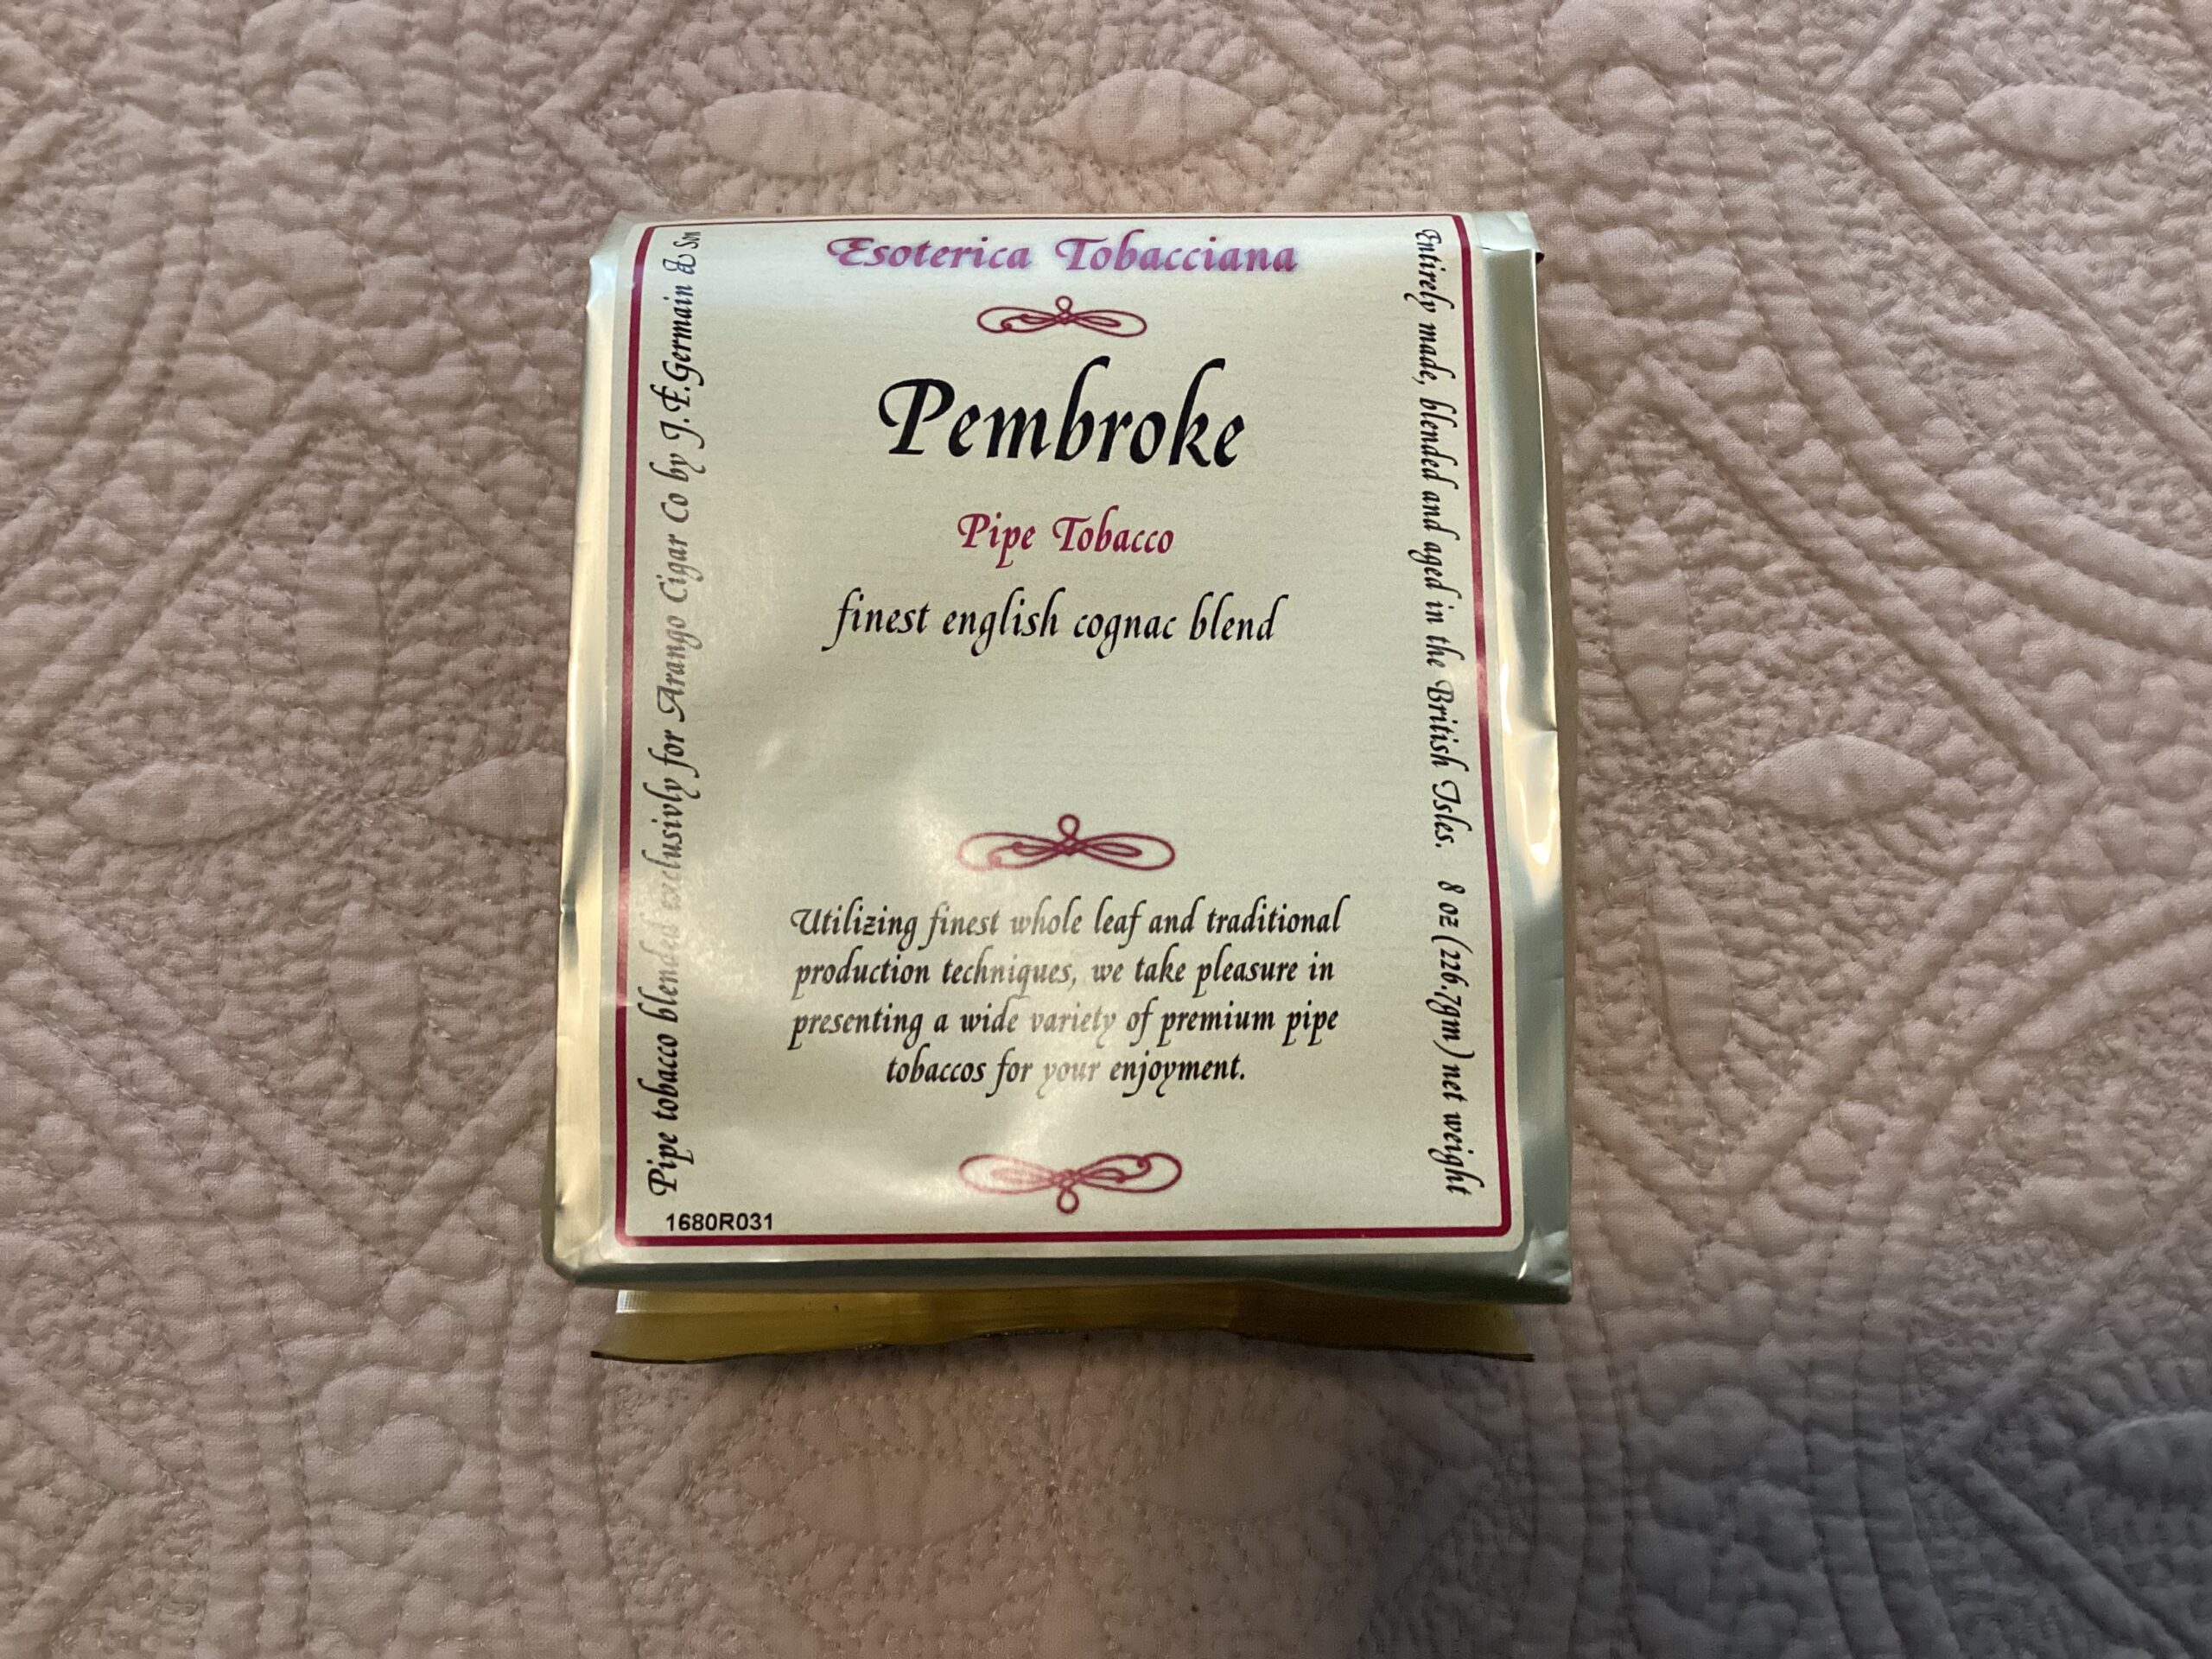 Esoterica Tobacciana
Pembroke
Pipe Tobacco
finest english cognac blend
Utilizing finest whole leaf and traditional
production techniques, we take pleasure in
presenting a wide variety of premium pipe
tobaccos for your enjoyment.
Pipe tobacco blended exclusivly for Arango Cigar Co by J.F.Germain & Son
Entirely made, blended and aged in the British Isles. 8 oz (226.7gm) net weight
1680R031